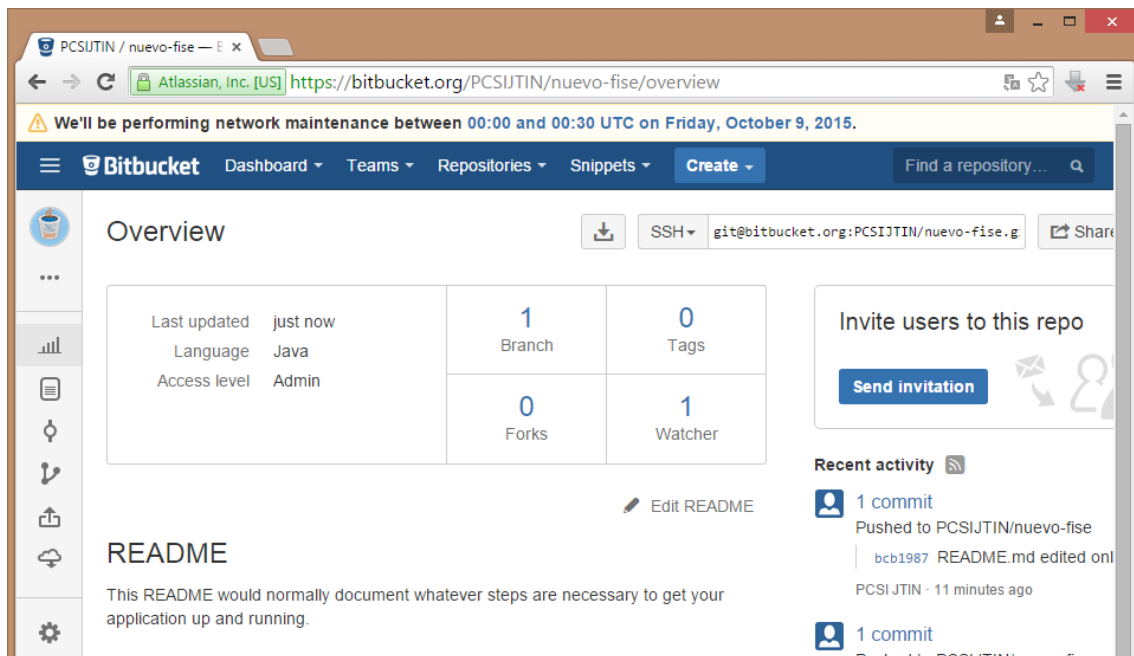 PCSIJTIN / nuevo-fise — E
Atlassian, Inc. [US] https://bitbucket.org/PCSIJTIN/nuevo-fise/overview
We'll be performing network maintenance between 00:00 and 00:30 UTC on Friday, October 9, 2015.
Bitbucket Dashboard Teams Repositories Snippets Create Find a repository...
Overview SSH git@bitbucket.org:PCSIJTIN/nuevo-fise.g Share
Last updated just now
Language Java
Access level Admin
1
Branch
0
Tags
0
Forks
1
Watcher
Invite users to this repo
Send invitation
Edit README
README
This README would normally document whatever steps are necessary to get your
application up and running.
Recent activity
1 commit
Pushed to PCSIJTIN/nuevo-fise
bcb1987 README.md edited onl
PCSI JTIN · 11 minutes ago
1 commit